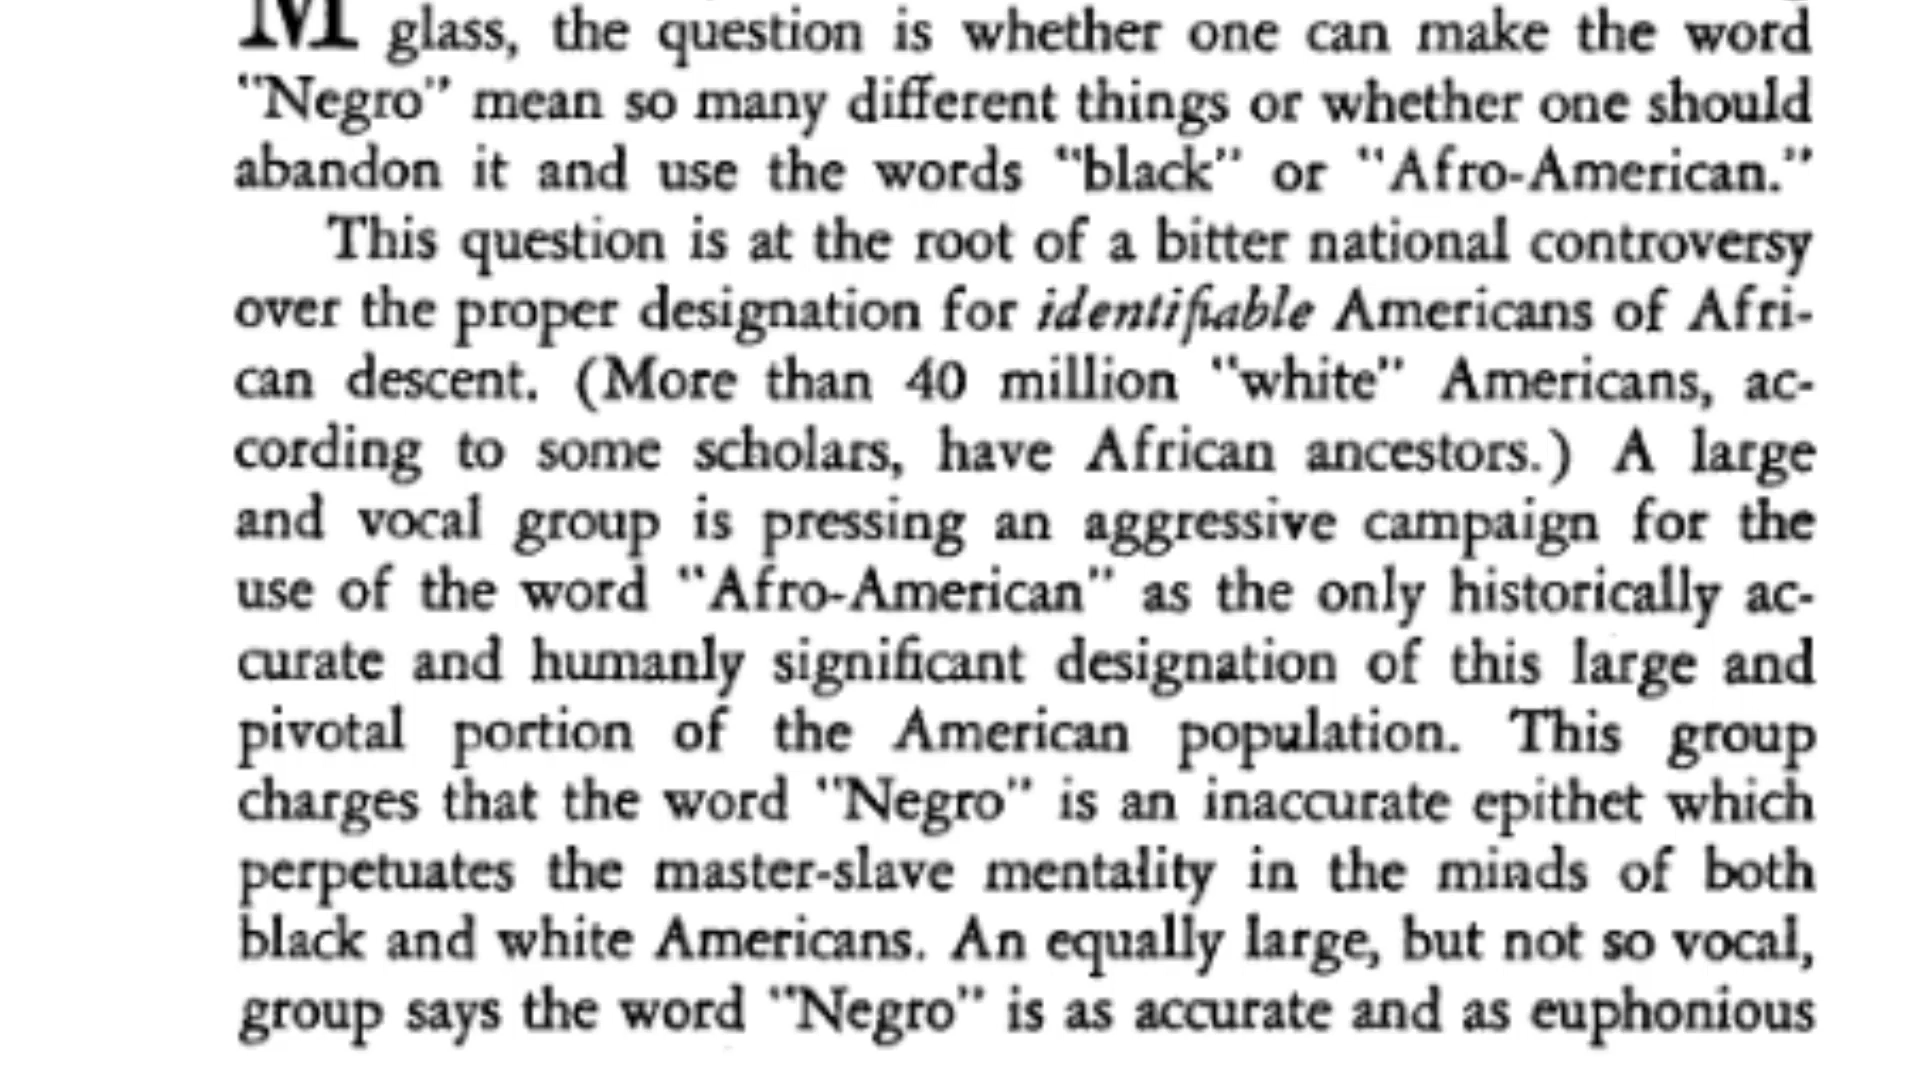 M glass, the question is whether one can make the word
"Negro" mean so many different things or whether one should
abandon it and use the words "black" or "Afro-American."
This question is at the root of a bitter national controversy
over the proper designation for identifiable Americans of Afri-
can descent. (More than 40 million "white" Americans, ac-
cording to some scholars, have African ancestors.) A large
and vocal group is pressing an aggressive campaign for the
use of the word "Afro-American" as the only historically ac-
curate and humanly significant designation of this large and
pivotal portion of the American population. This group
charges that the word "Negro" is an inaccurate epithet which
perpetuates the master-slave mentality in the minds of both
black and white Americans. An equally large, but not so vocal,
group says the word "Negro" is as accurate and as euphonious